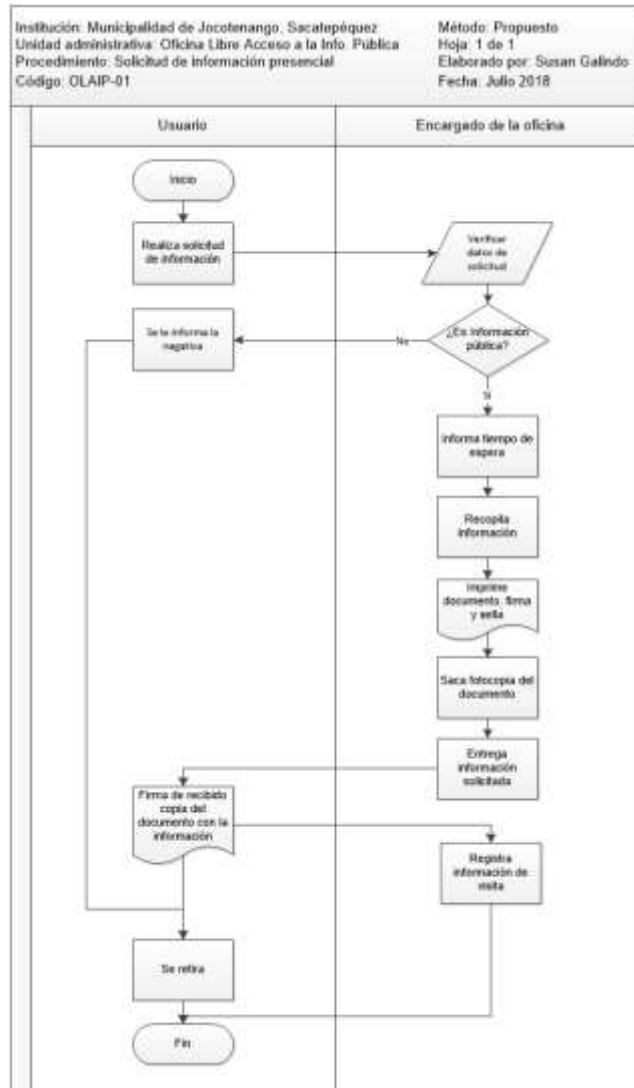 Institución: Municipalidad de Jocotenango, Sacatepéquez
Unidad administrativa: Oficina Libre Acceso a la Info. Pública
Procedimiento: Solicitud de información presencial
Código: OLAIP-01
Método: Propuesto
Hoja: 1 de 1
Elaborado por: Susan Galindo
Fecha: Julio 2018
Usuario
Encargado de la oficina
Inicio
Realiza solicitud
de información
Verificar
datos de
solicitud
¿Es información
pública?
No
Se le informa la
negativa
Si
Informa tiempo de
espera
Recopila
información
Imprime
documento, firma
y sella
Saca fotocopia del
documento
Entrega
información
solicitada
Firma de recibido
copia del
documento con la
información
Registra
información de
visita
Se retira
Fin